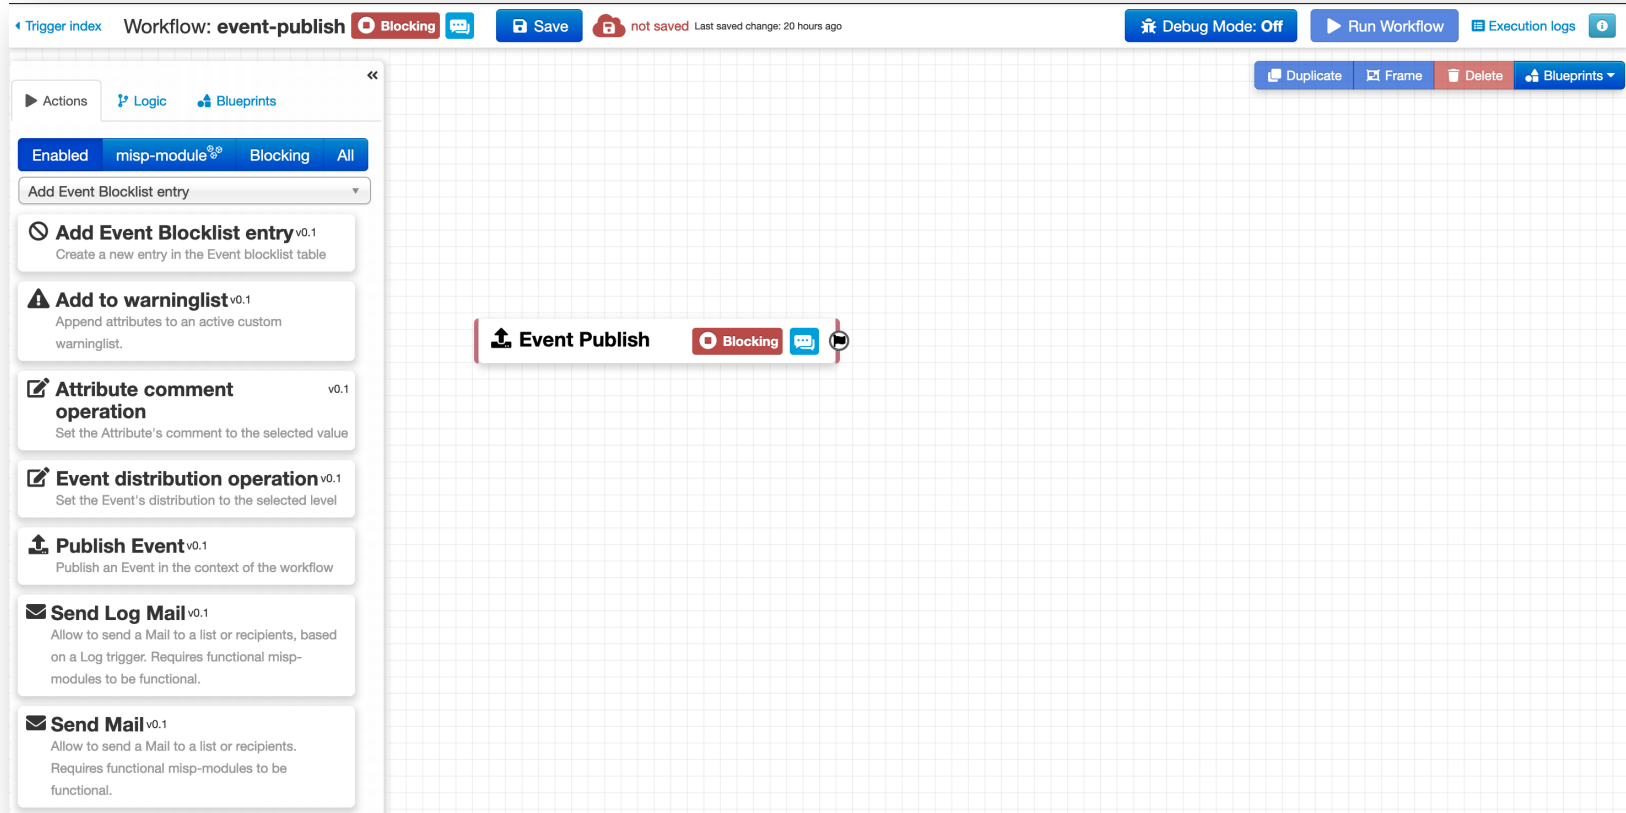 Trigger index
Workflow: event-publish
Blocking
Save
not saved
Last saved change: 20 hours ago
Debug Mode: Off
Run Workflow
Execution logs
Duplicate
Frame
Delete
Blueprints
Actions
Logic
Blueprints
Enabled
misp-module
Blocking
All
Add Event Blocklist entry
Add Event Blocklist entry v0.1
Create a new entry in the Event blocklist table
Add to warninglist v0.1
Append attributes to an active custom
warninglist.
Attribute comment v0.1
operation
Set the Attribute's comment to the selected value
Event distribution operation v0.1
Set the Event's distribution to the selected level
Publish Event v0.1
Publish an Event in the context of the workflow
Send Log Mail v0.1
Allow to send a Mail to a list or recipients, based
on a Log trigger. Requires functional misp-
modules to be functional.
Send Mail v0.1
Allow to send a Mail to a list or recipients.
Requires functional misp-modules to be
functional.
Event Publish
Blocking